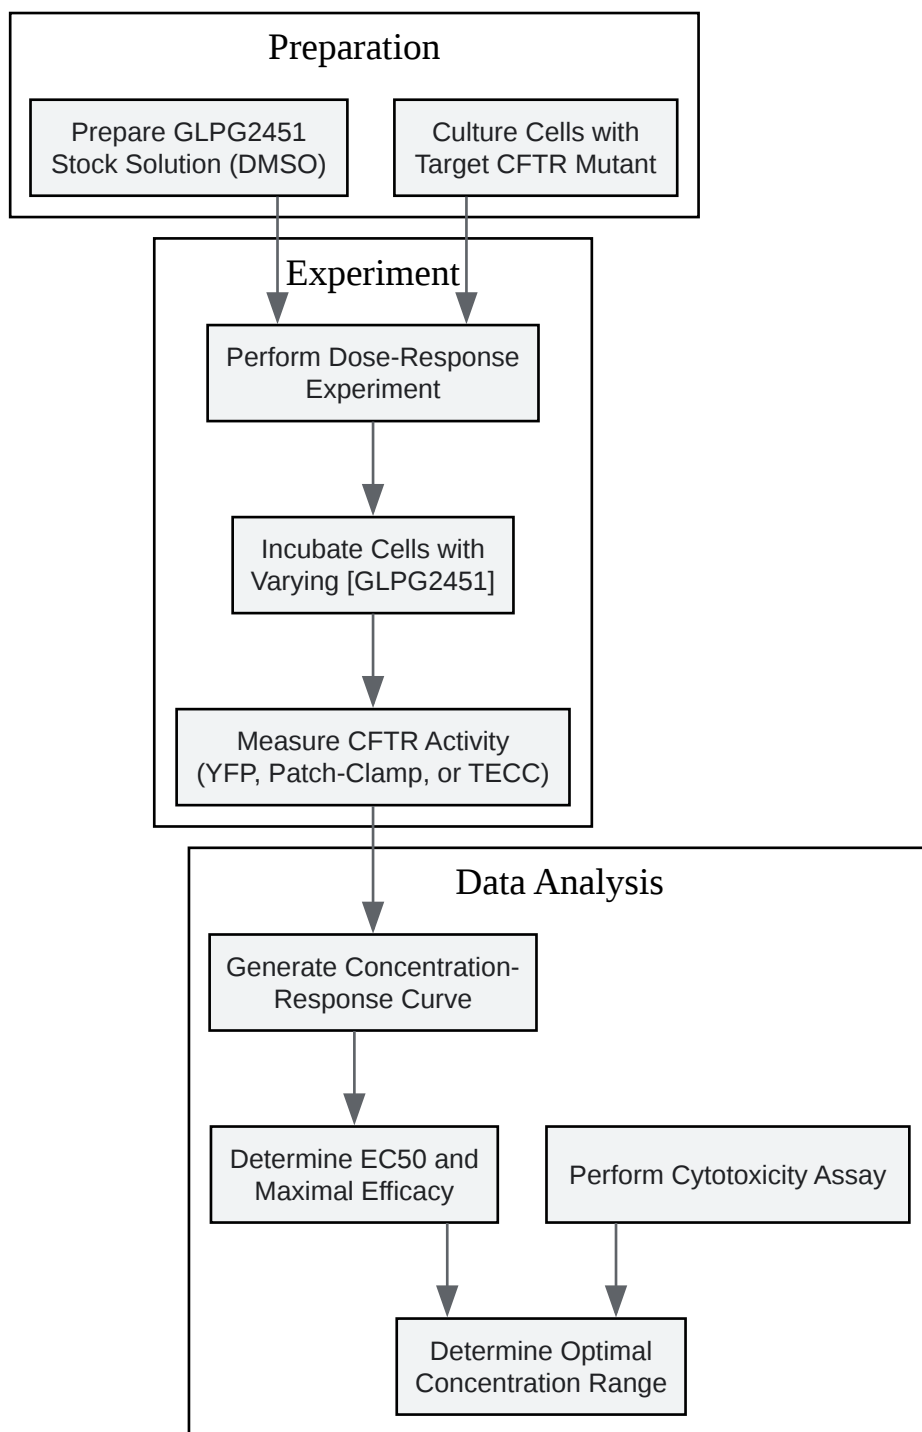 Preparation
Prepare GLPG2451
Stock Solution (DMSO)
Culture Cells with
Target CFTR Mutant
Experiment
Perform Dose-Response
Experiment
Incubate Cells with
Varying [GLPG2451]
Measure CFTR Activity
(YFP, Patch-Clamp, or TECC)
Data Analysis
Generate Concentration-
Response Curve
Determine EC50 and
Maximal Efficacy
Perform Cytotoxicity Assay
Determine Optimal
Concentration Range